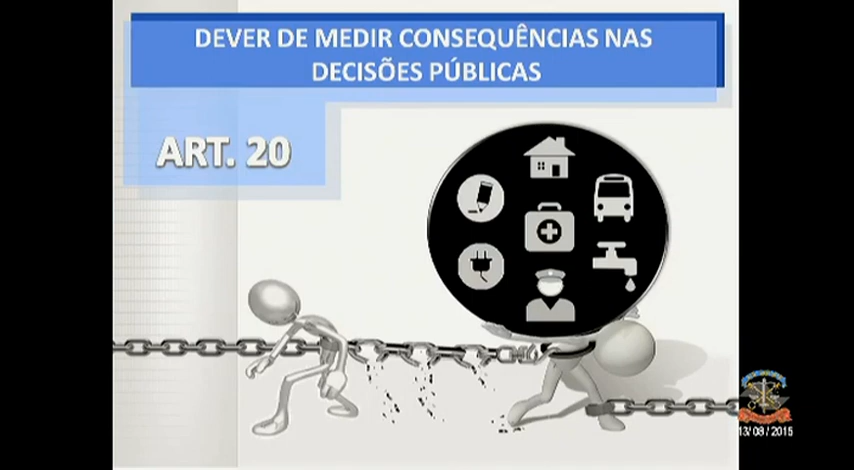 DEVER DE MEDIR CONSEQUÊNCIAS NAS
DECISÕES PÚBLICAS
ART. 20
13/08/2015